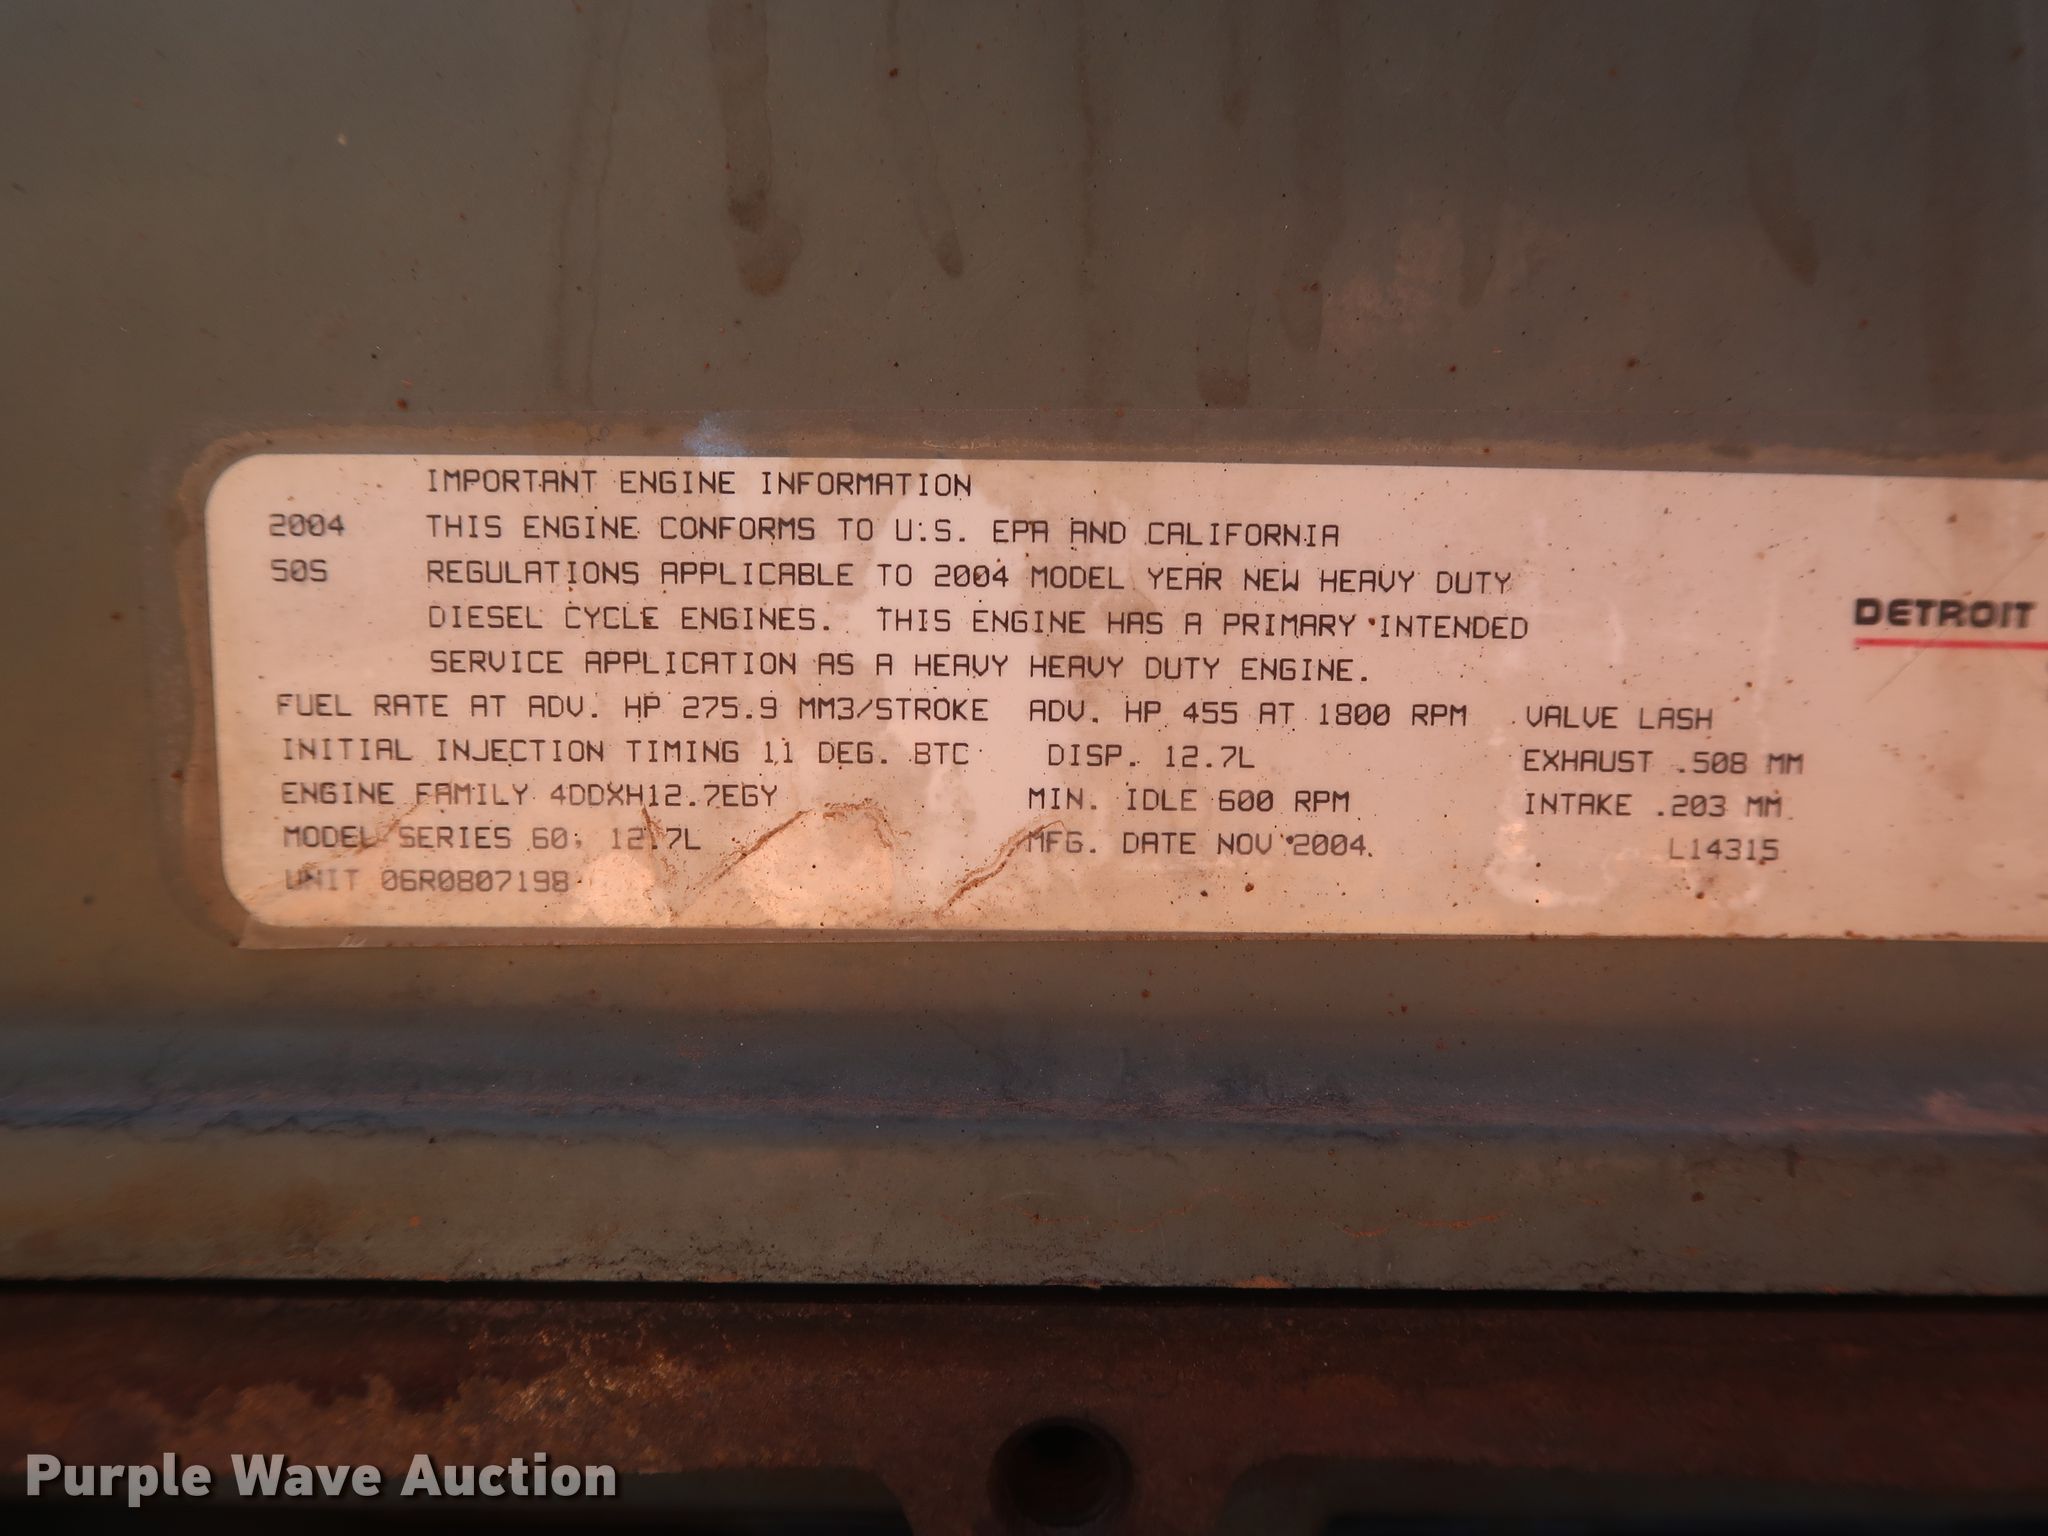 IMPORTANT ENGINE INFORMATION
2004 THIS ENGINE CONFORMS TO U.S. EPA AND CALIFORNIA
50S REGULATIONS APPLICABLE TO 2004 MODEL YEAR NEW HEAVY DUTY
DIESEL CYCLE ENGINES. THIS ENGINE HAS A PRIMARY INTENDED
SERVICE APPLICATION AS A HEAVY HEAVY DUTY ENGINE.
FUEL RATE AT ADV. HP 275.9 MM3/STROKE ADV. HP 455 AT 1800 RPM VALVE LASH
INITIAL INJECTION TIMING 11 DEG. BTC DISP. 12.7L EXHAUST .508 MM
ENGINE FAMILY 4DDXH12.7EGY MIN. IDLE 600 RPM INTAKE .203 MM
MODEL SERIES 60, 12.7L MFG. DATE NOV 2004 L14315
UNIT 06R0807198
DETROIT
Purple Wave Auction